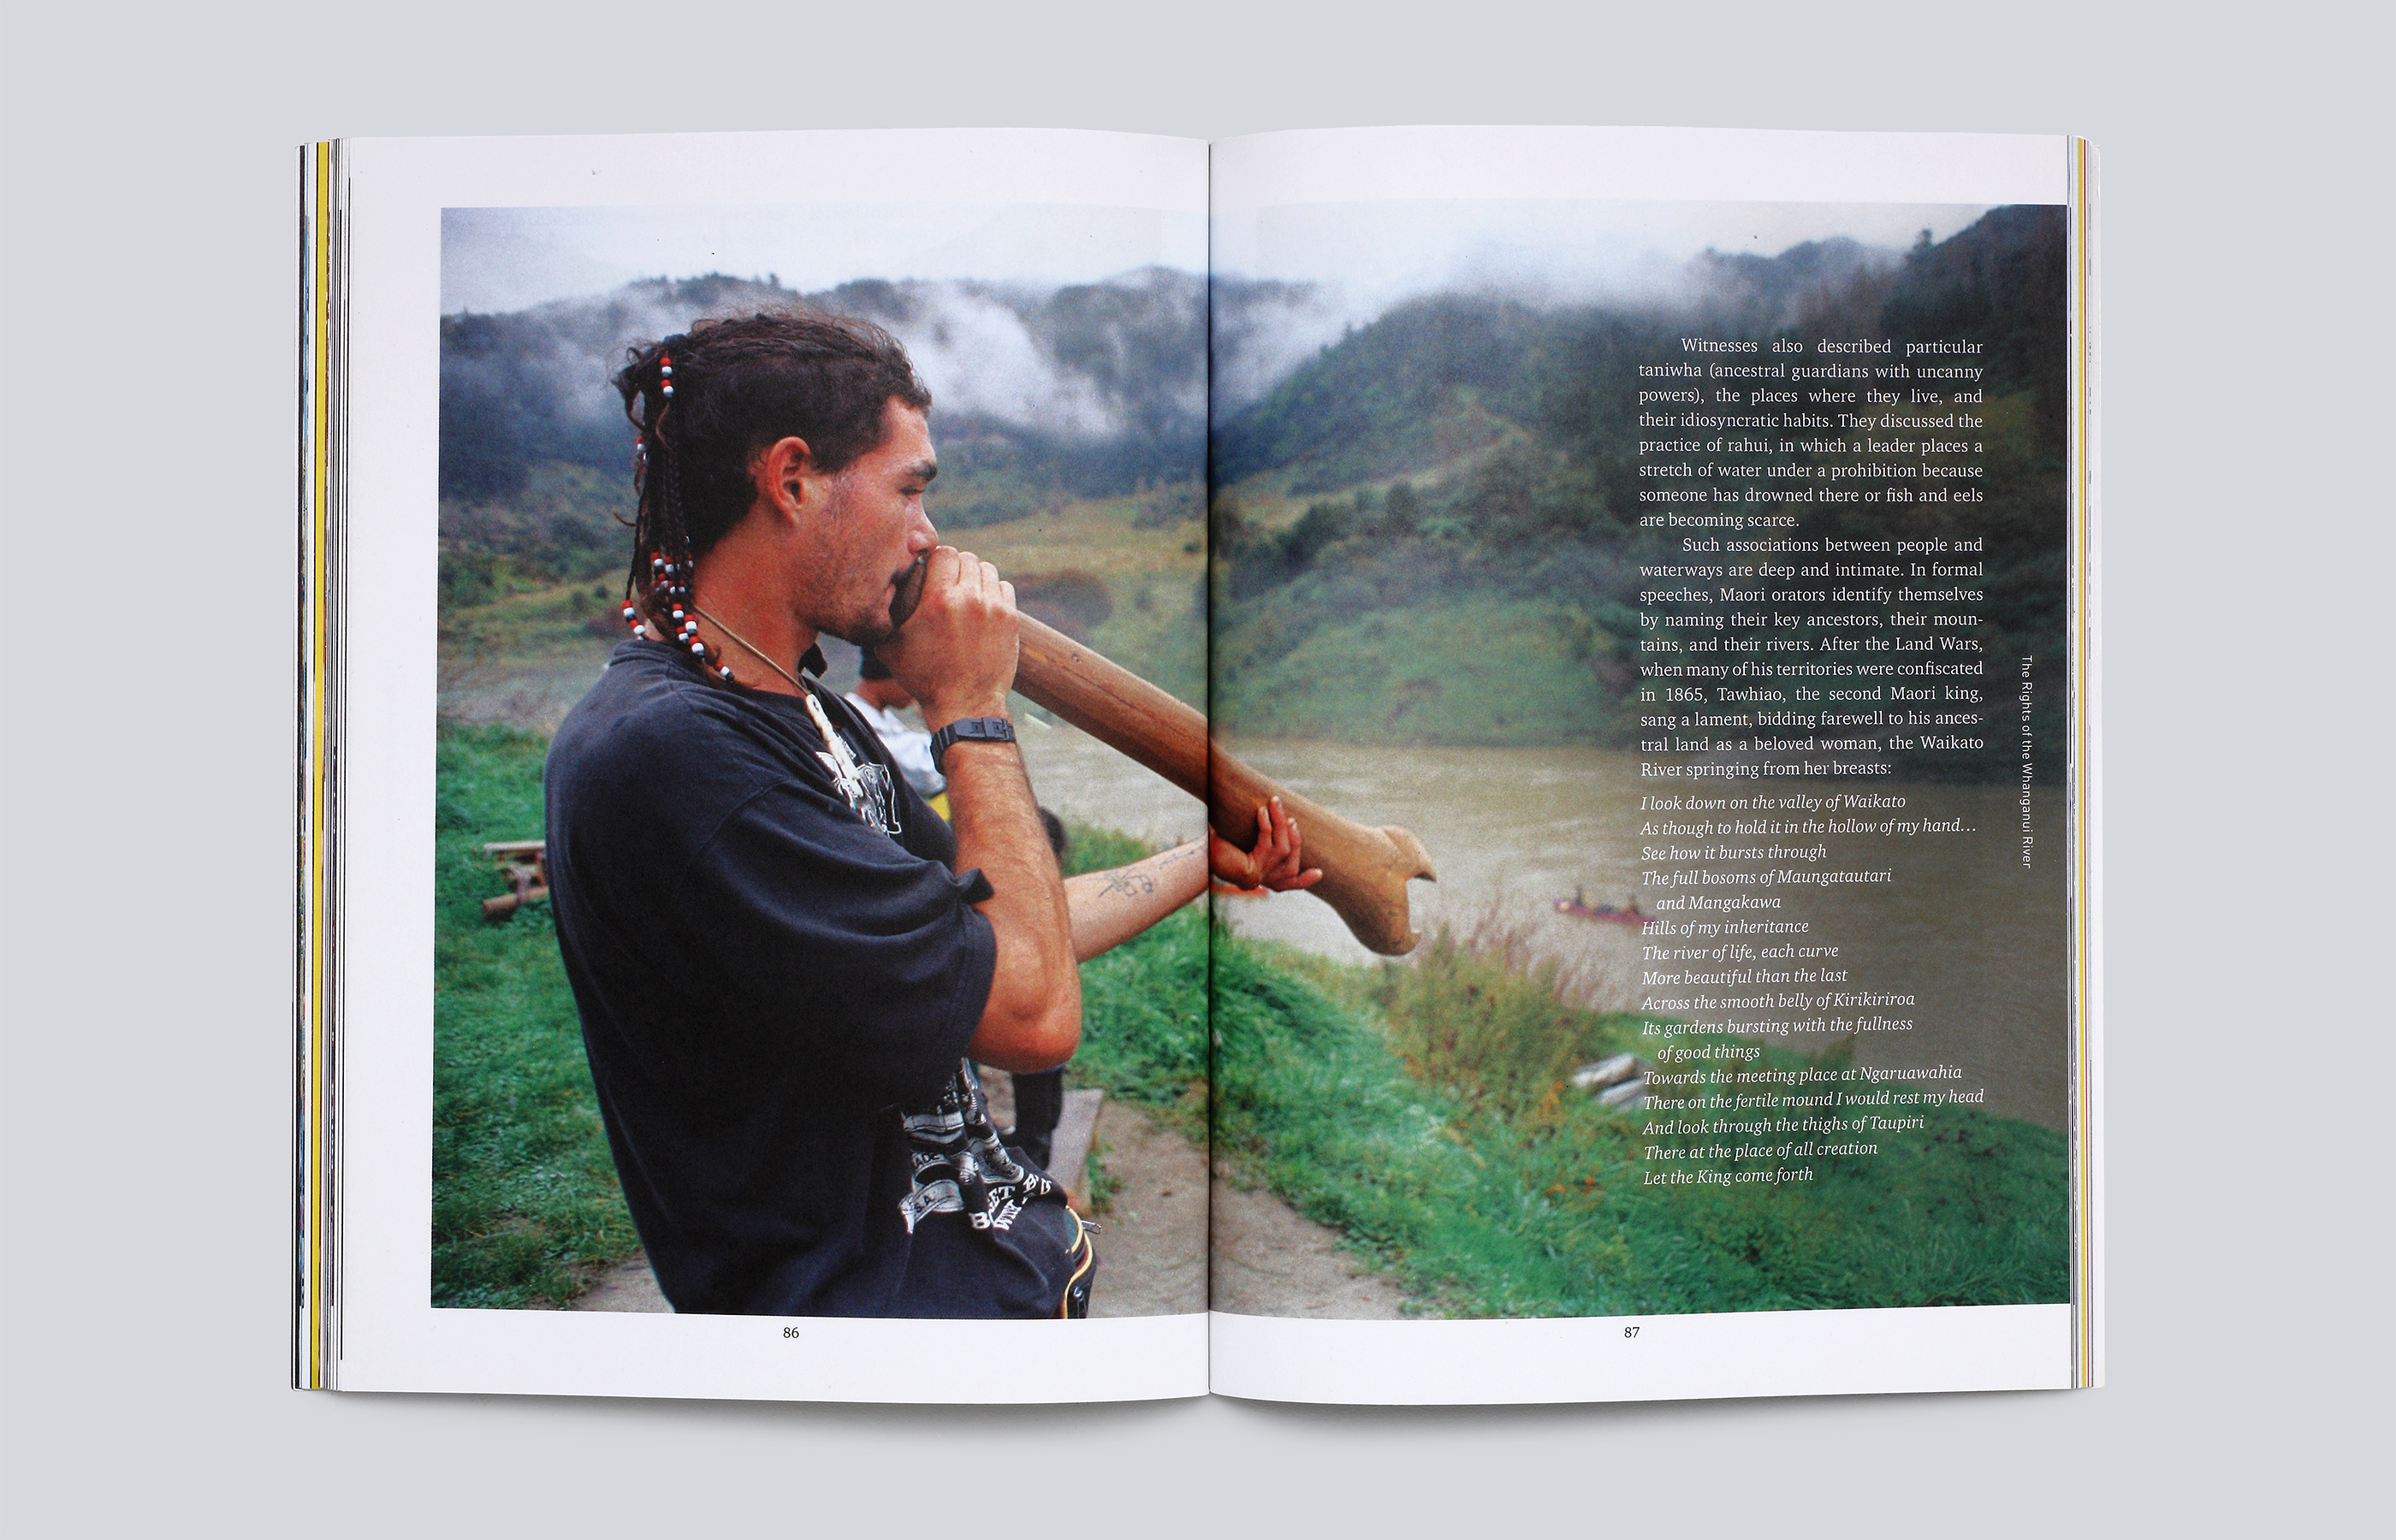 Witnesses also described particular
taniwha (ancestral guardians with uncanny
powers), the places where they live, and
their idiosyncratic habits. They discussed the
practice of rahui, in which a leader places a
stretch of water under a prohibition because
someone has drowned there or fish and eels
are becoming scarce.
Such associations between people and
waterways are deep and intimate. In formal
speeches, Maori orators identify themselves
by naming their key ancestors, their moun-
tains, and their rivers. After the Land Wars,
when many of his territories were confiscated
in 1865, Tawhiao, the second Maori king,
sang a lament, bidding farewell to his ances-
tral land as a beloved woman, the Waikato
River springing from her breasts:
I look down on the valley of Waikato
As though to hold it in the hollow of my hand…
See how it bursts through
The full bosoms of Maungatautari
and Mangakawa
Hills of my inheritance
The river of life, each curve
More beautiful than the last
Across the smooth belly of Kirikiriroa
Its gardens bursting with the fullness
of good things
Towards the meeting place at Ngaruawahia
There on the fertile mound I would rest my head
And look through the thighs of Taupiri
There at the place of all creation
Let the King come forth
The Rights of the Whanganui River
86
87